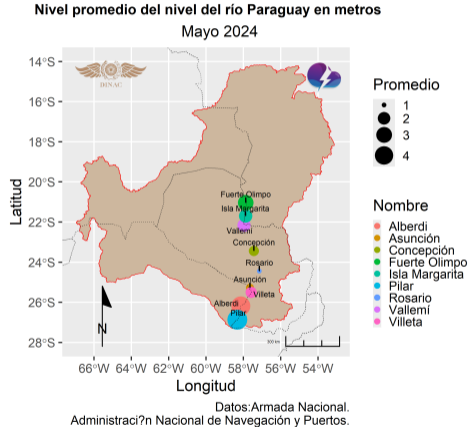 Nivel promedio del nivel del río Paraguay en metros
Mayo 2024
DINAC
14°S
16°S
18°S
20°S
22°S
24°S
26°S
28°S
Latitud
Fuerte Olimpo
Isla Margarita
Vallemí
Concepción
Rosario
Asunción
Villeta
Alberdi
Pilar
N
500 km
66°W 64°W 62°W 60°W 58°W 56°W 54°W
Longitud
Promedio
1
2
3
4
Nombre
Alberdi
Asunción
Concepción
Fuerte Olimpo
Isla Margarita
Pilar
Rosario
Vallemí
Villeta
Datos:Armada Nacional.
Administraci?n Nacional de Navegación y Puertos.